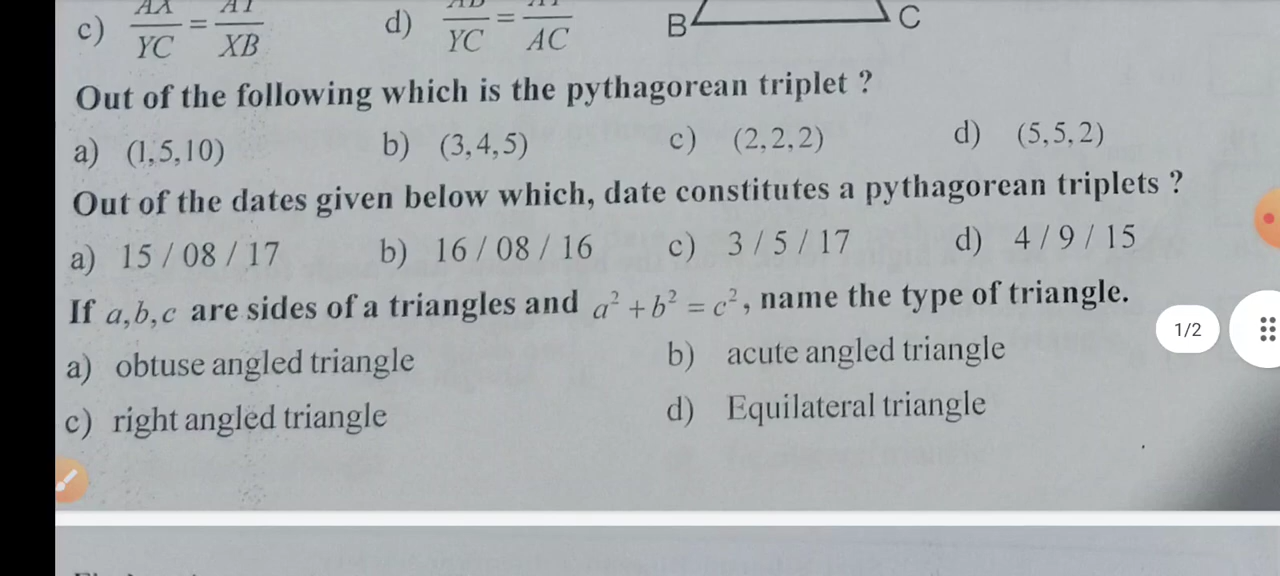 c) AX/YC = AY/XB d) YC = AC B C
Out of the following which is the pythagorean triplet ?
a) (1,5,10) b) (3,4,5) c) (2,2,2) d) (5,5,2)
Out of the dates given below which, date constitutes a pythagorean triplets ?
a) 15 / 08 / 17 b) 16 / 08 / 16 c) 3 / 5 / 17 d) 4 / 9 / 15
If a,b,c are sides of a triangles and a² + b² = c², name the type of triangle.
1/2
a) obtuse angled triangle b) acute angled triangle
c) right angled triangle d) Equilateral triangle